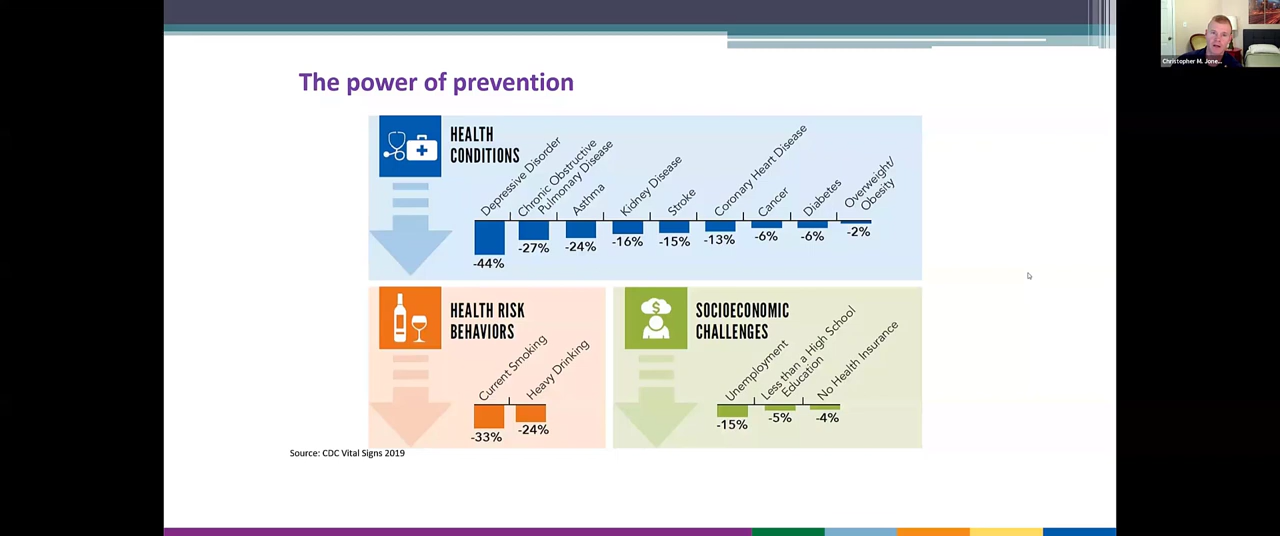 The power of prevention
HEALTH
CONDITIONS
Depressive Disorder
Chronic Obstructive
Pulmonary Disease
Asthma
Kidney Disease
Stroke
Coronary Heart Disease
Cancer
Diabetes
Overweight/
Obesity
-44%
-27%
-24%
-16%
-15%
-13%
-6%
-6%
-2%
HEALTH RISK
BEHAVIORS
Current Smoking
Heavy Drinking
-33%
-24%
SOCIOECONOMIC
CHALLENGES
Unemployment
Less than a High School
Education
No Health Insurance
-15%
-5%
-4%
$
Source: CDC Vital Signs 2019
Christopher M. Jone...